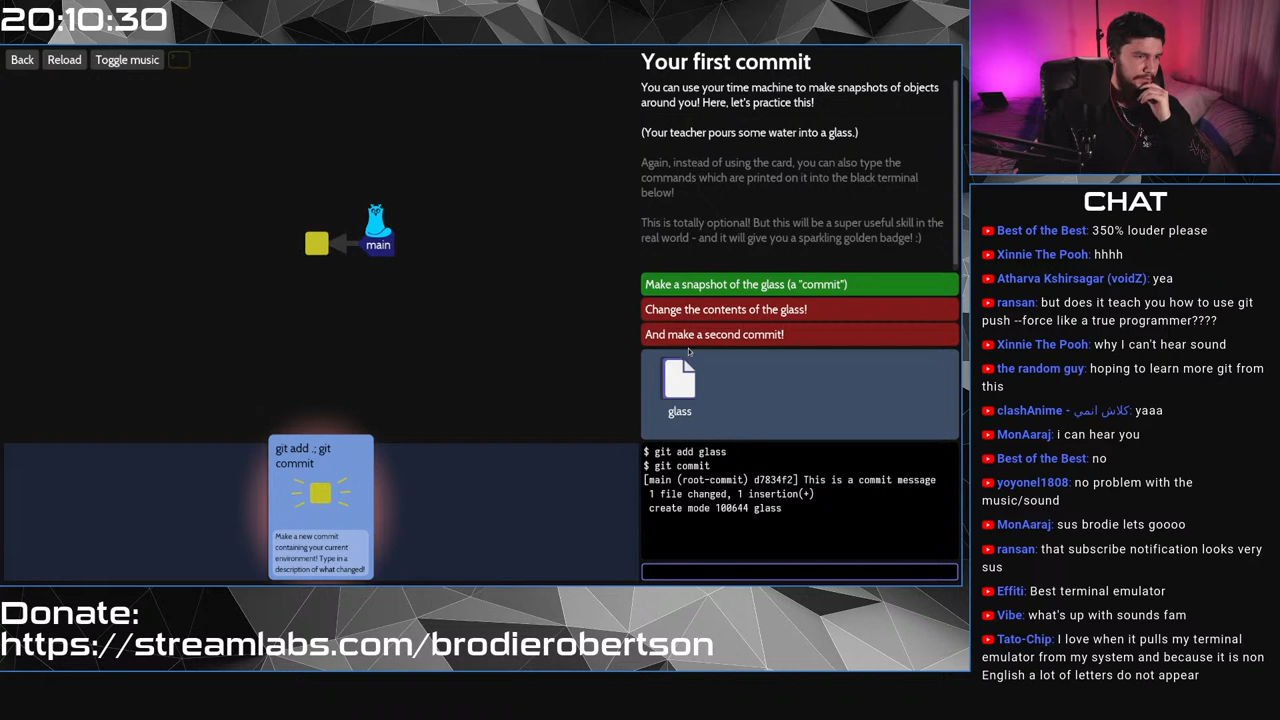 20:10:30
Back
Reload
Toggle music
main
git add .; git
commit
Make a new commit
containing your current
environment! Type in a
description of what changed!
Your first commit
You can use your time machine to make snapshots of objects
around you! Here, let's practice this!
(Your teacher pours some water into a glass.)
Again, instead of using the card, you can also type the
commands which are printed on it into the black terminal
below!
This is totally optional! But this will be a super useful skill in the
real world - and it will give you a sparkling golden badge! :)
Make a snapshot of the glass (a "commit")
Change the contents of the glass!
And make a second commit!
glass
$ git add glass
$ git commit
[main (root-commit) d7834f2] This is a commit message
1 file changed, 1 insertion(+)
create mode 100644 glass
CHAT
Best of the Best: 350% louder please
Xinnie The Pooh: hhhh
Atharva Kshirsagar (voidZ): yea
ransan: but does it teach you how to use git
push --force like a true programmer????
Xinnie The Pooh: why I can't hear sound
the random guy: hoping to learn more git from
this
clashAnime - كلاش انمي: yaaa
MonAaraj: i can hear you
Best of the Best: no
yoyonel1808: no problem with the
music/sound
MonAaraj: sus brodie lets goooo
ransan: that subscribe notification looks very
sus
Effiti: Best terminal emulator
Vibe: what's up with sounds fam
Tato-Chip: I love when it pulls my terminal
emulator from my system and because it is non
English a lot of letters do not appear
Donate:
https://streamlabs.com/brodierobertson